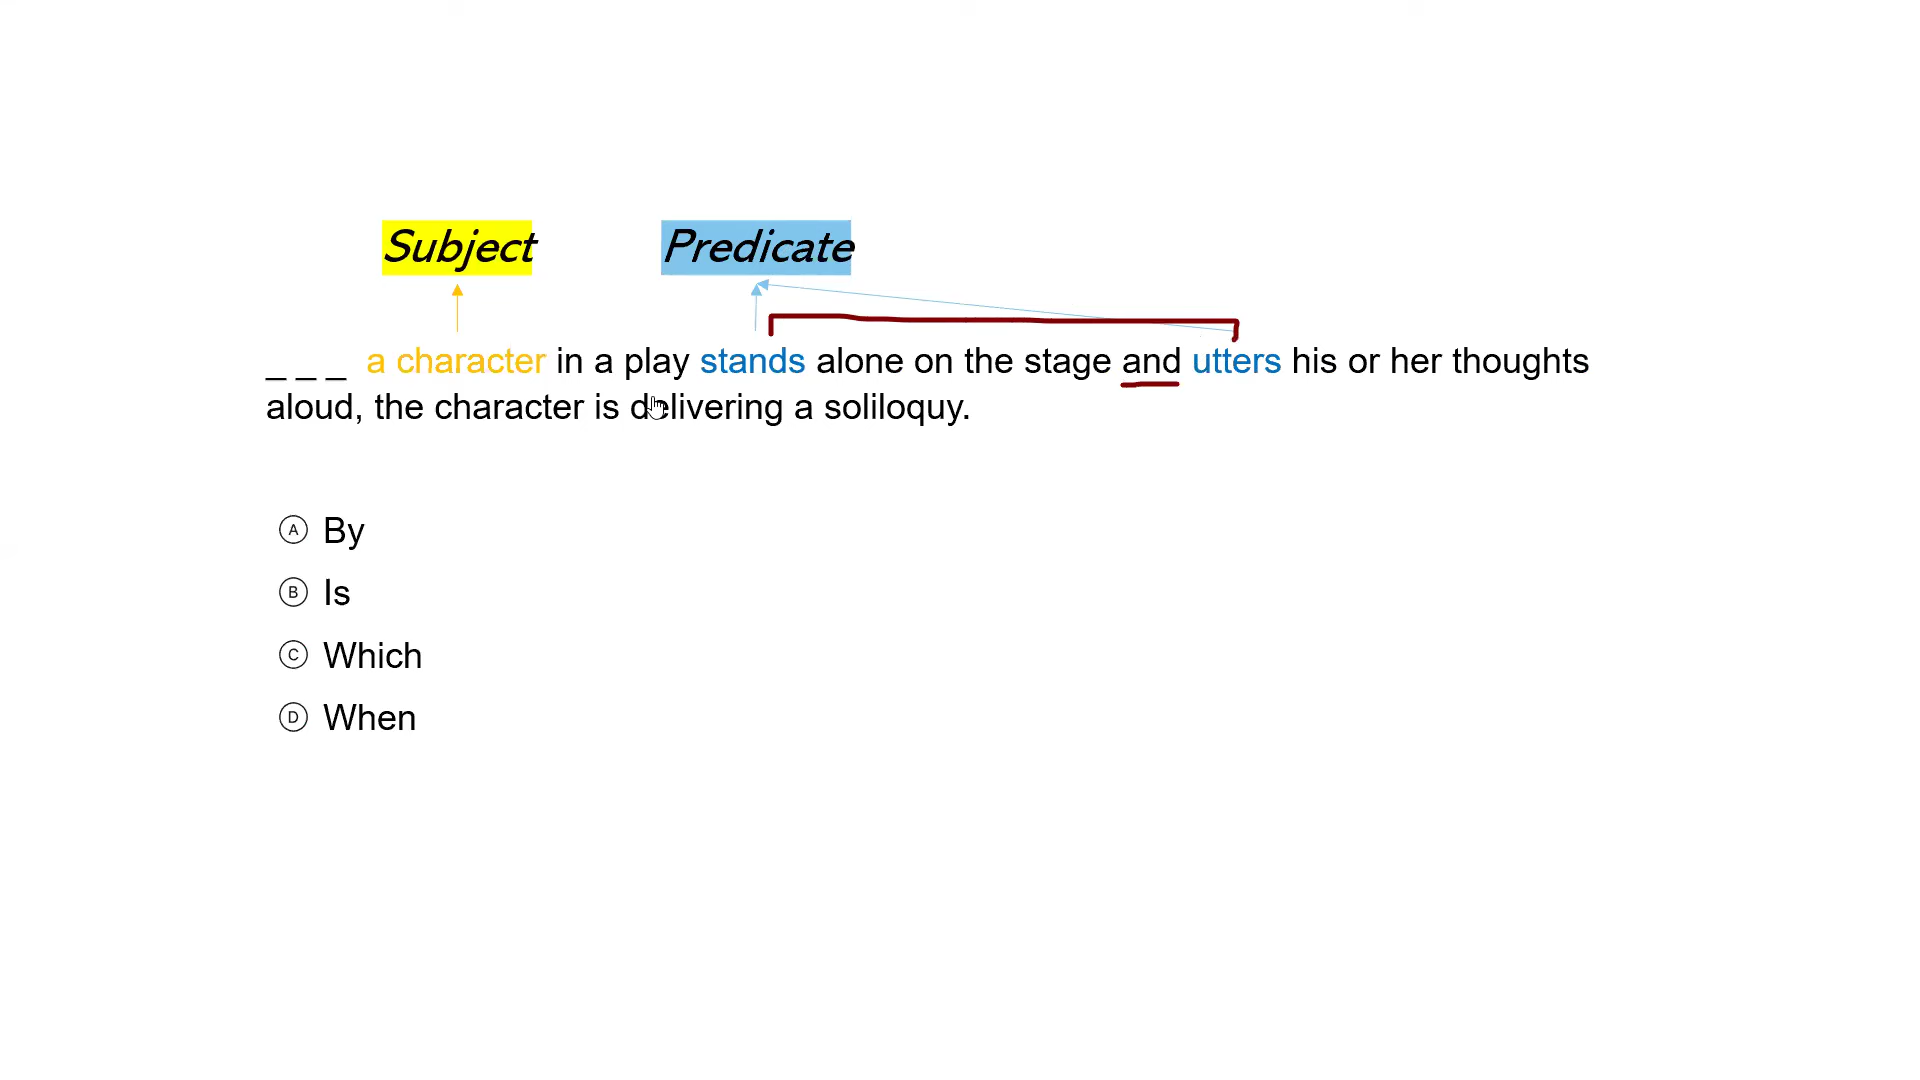 Subject Predicate
_ _ _ a character in a play stands alone on the stage and utters his or her thoughts
aloud, the character is delivering a soliloquy.
A By
B Is
C Which
D When